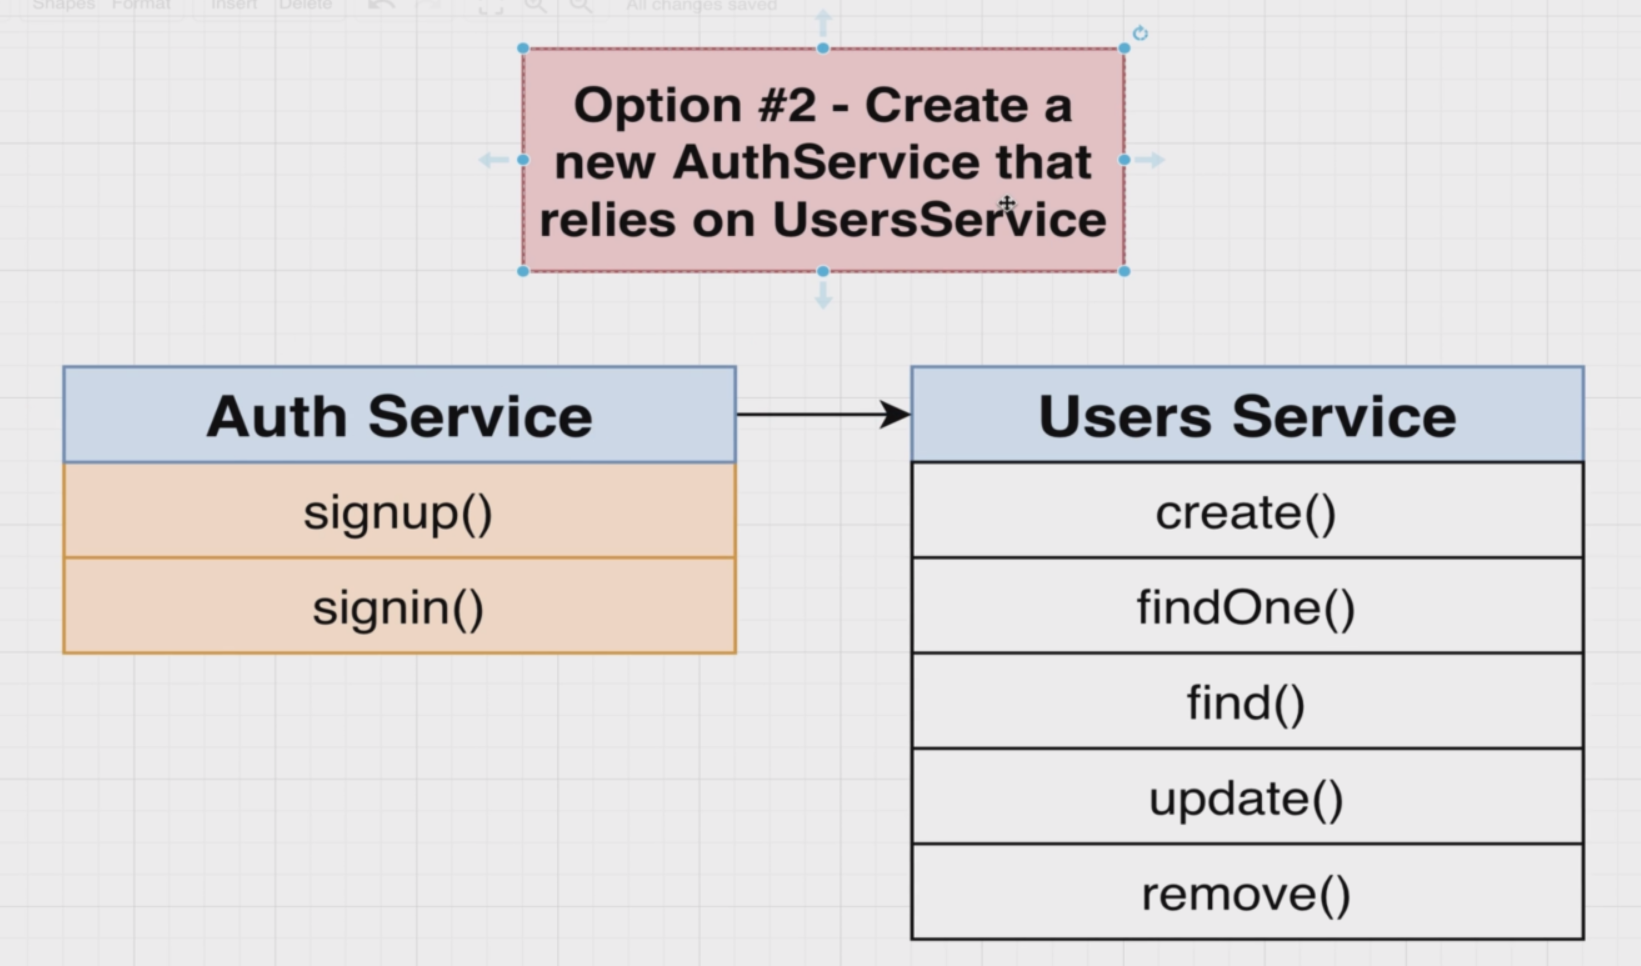 Shapes Format Insert Delete All changes saved
Option #2 - Create a
new AuthService that
relies on UsersService
Auth Service
signup()
signin()
Users Service
create()
findOne()
find()
update()
remove()